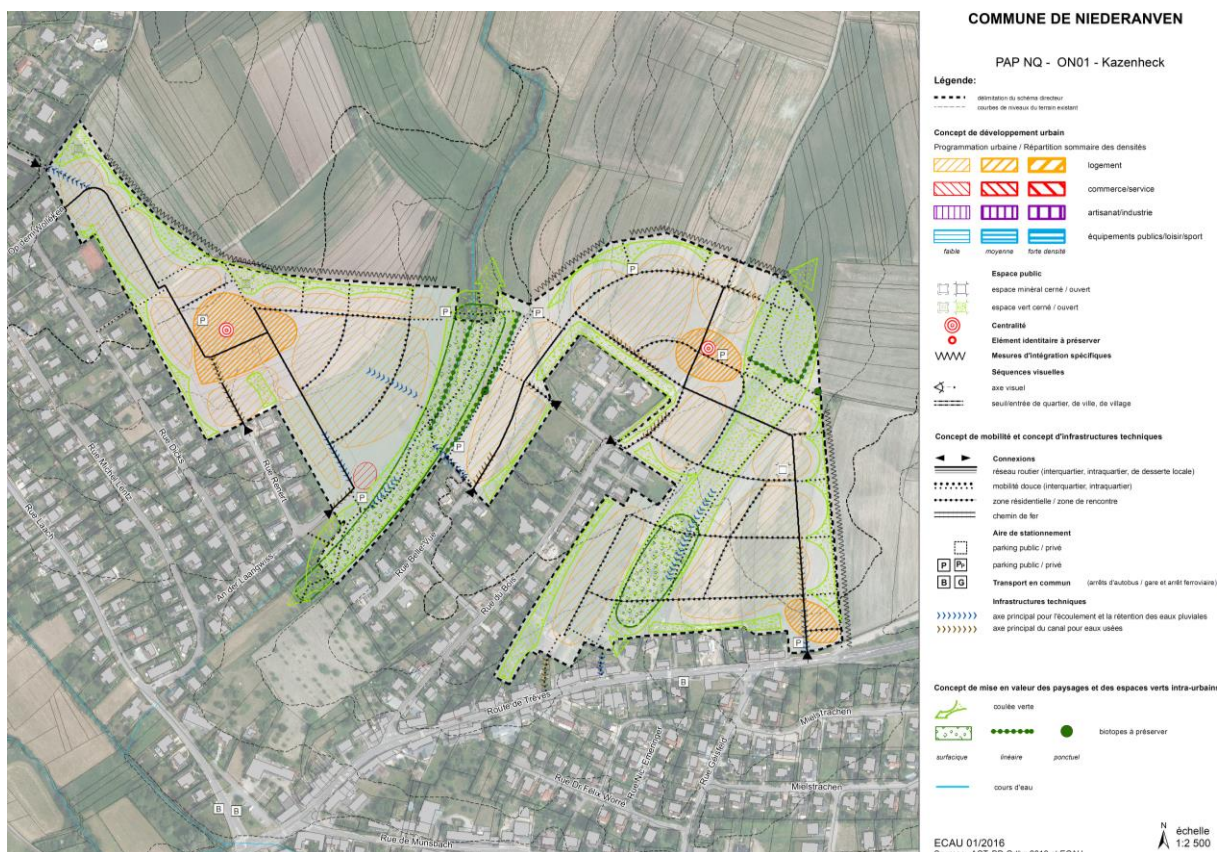 COMMUNE DE NIEDERANVEN
PAP NQ - ON01 - Kazenheck
Légende:
délimitation du schéma directeur
courbes de niveaux du terrain existant
Concept de développement urbain
Programmation urbaine / Répartition sommaire des densités
logement
commerce/service
artisanat/industrie
équipements publics/loisir/sport
faible moyenne forte densité
Espace public
espace minéral cerné / ouvert
espace vert cerné / ouvert
Centralité
Elément identitaire à préserver
Mesures d'intégration spécifiques
Séquences visuelles
axe visuel
seuil/entrée de quartier, de ville, de village
Concept de mobilité et concept d'infrastructures techniques
Connexions
réseau routier (interquartier, intraquartier, de desserte locale)
mobilité douce (interquartier, intraquartier)
zone résidentielle / zone de rencontre
chemin de fer
Aire de stationnement
parking public / privé
P Pp parking public / privé
B G Transport en commun (arrêts d'autobus / gare et arrêt ferroviaire)
Infrastructures techniques
axe principal pour l'écoulement et la rétention des eaux pluviales
axe principal du canal pour eaux usées
Concept de mise en valeur des paysages et des espaces verts intra-urbains
coulée verte
biotopes à préserver
surfacique linéaire ponctuel
cours d'eau
N
échelle
1:2 500
ECAU 01/2016
P
P
P
P
P
P
P
P
P
Rue Laach
Rue Michel Lentz
Rue Dicks
Rue Rénert
An der Laangwiss
Rue Belle-Vue
Rue du Bois
Route de Trèves
B
Mielstrachen
Rue Gelsfeld
Mielstrachen
Rue Dr Félix Worré
B
B
Rue de Munsbach